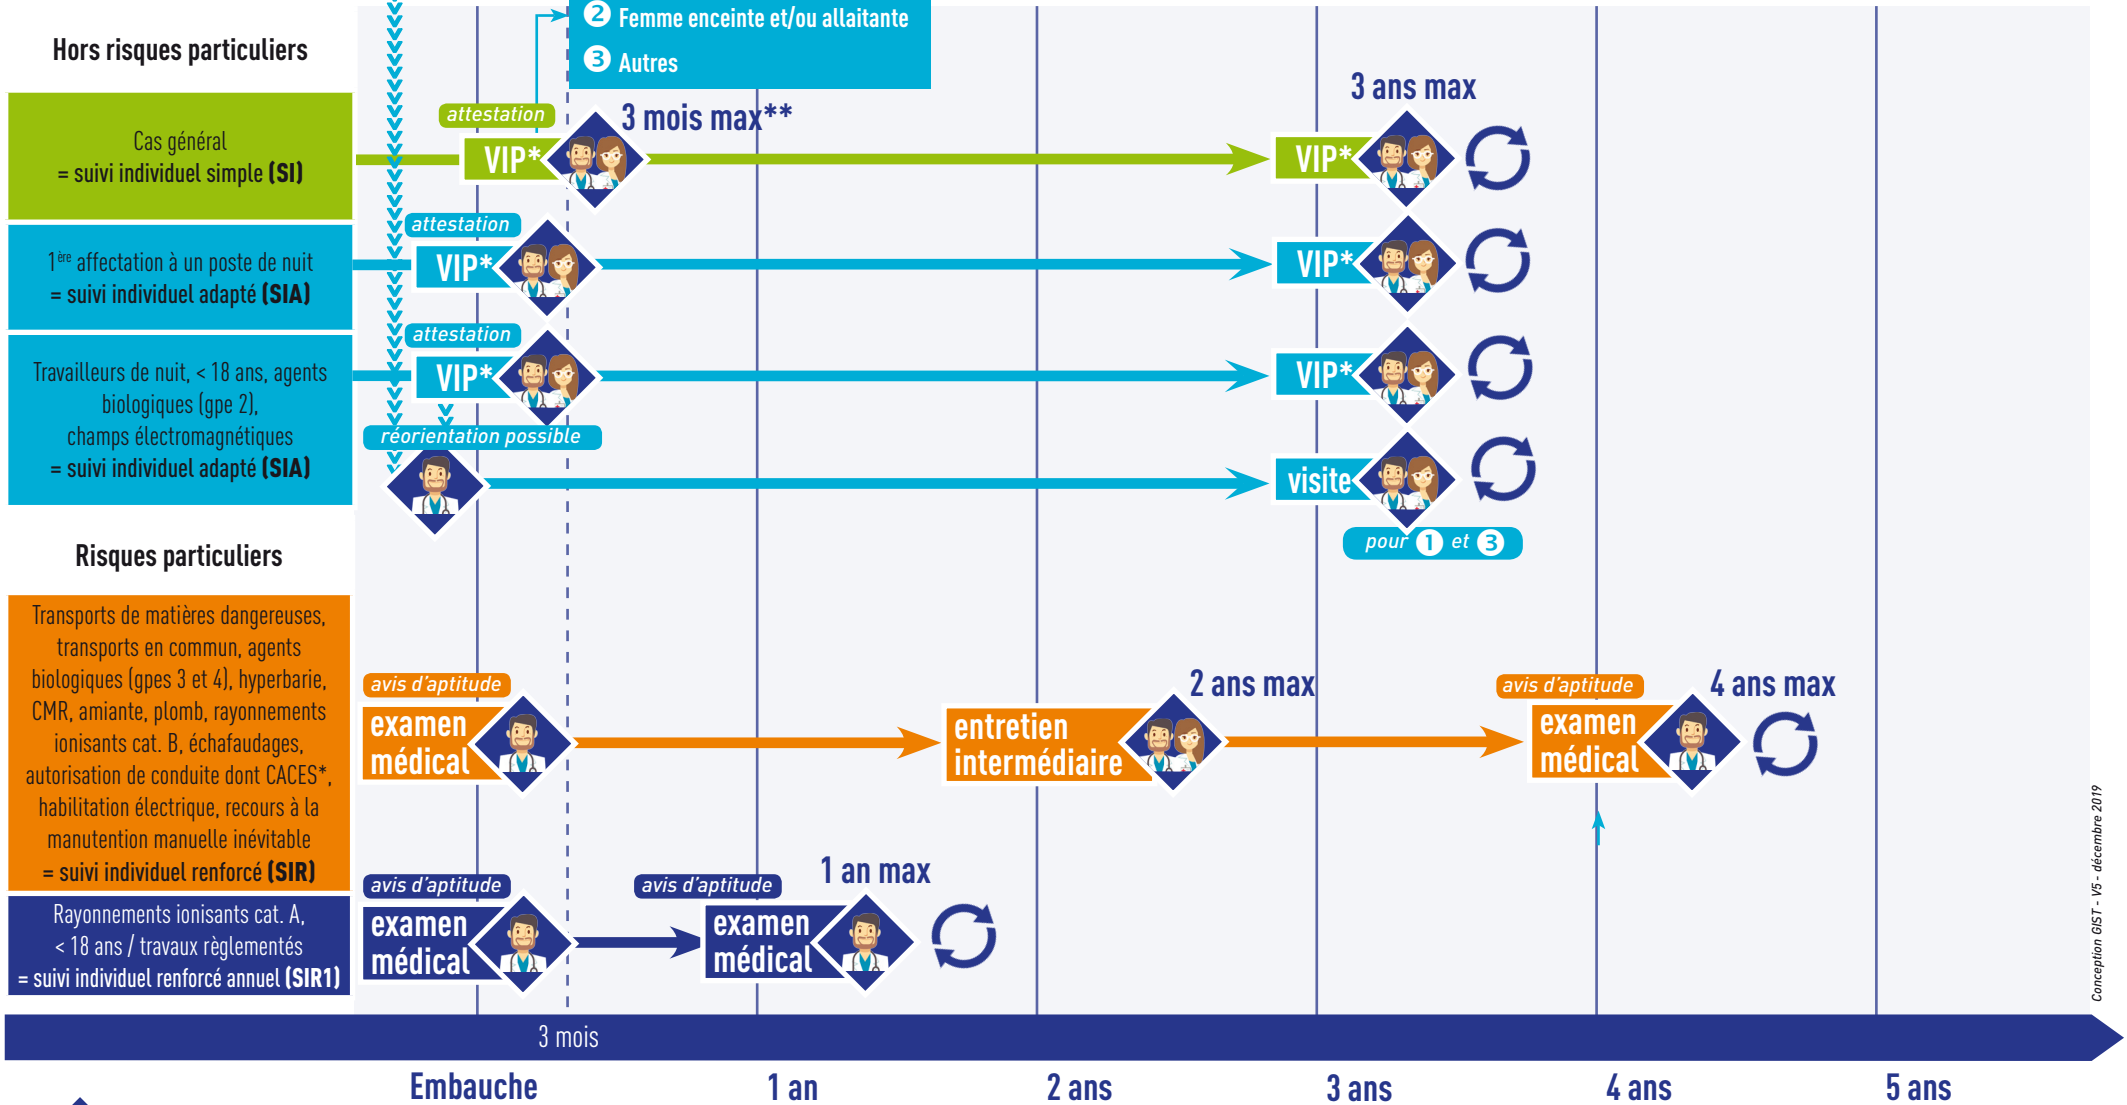 ❷ Femme enceinte et/ou allaitante
❸ Autres
Hors risques particuliers
3 ans max
attestation
3 mois max**
Cas général
= suivi individuel simple (SI)
VIP*
VIP*
attestation
1ère affectation à un poste de nuit
= suivi individuel adapté (SIA)
VIP*
VIP*
attestation
Travailleurs de nuit, < 18 ans, agents
biologiques (gpe 2),
champs électromagnétiques
= suivi individuel adapté (SIA)
VIP*
VIP*
réorientation possible
visite
pour ❶ et ❸
Risques particuliers
Transports de matières dangereuses,
transports en commun, agents
biologiques (gpes 3 et 4), hyperbarie,
CMR, amiante, plomb, rayonnements
ionisants cat. B, échafaudages,
autorisation de conduite dont CACES*,
habilitation électrique, recours à la
manutention manuelle inévitable
= suivi individuel renforcé (SIR)
avis d'aptitude
examen
médical
2 ans max
entretien
intermédiaire
avis d'aptitude
4 ans max
examen
médical
Rayonnements ionisants cat. A,
< 18 ans / travaux règlementés
= suivi individuel renforcé annuel (SIR1)
avis d'aptitude
examen
médical
avis d'aptitude
1 an max
examen
médical
Conception GIST - V5 - décembre 2019
3 mois
Embauche
1 an
2 ans
3 ans
4 ans
5 ans